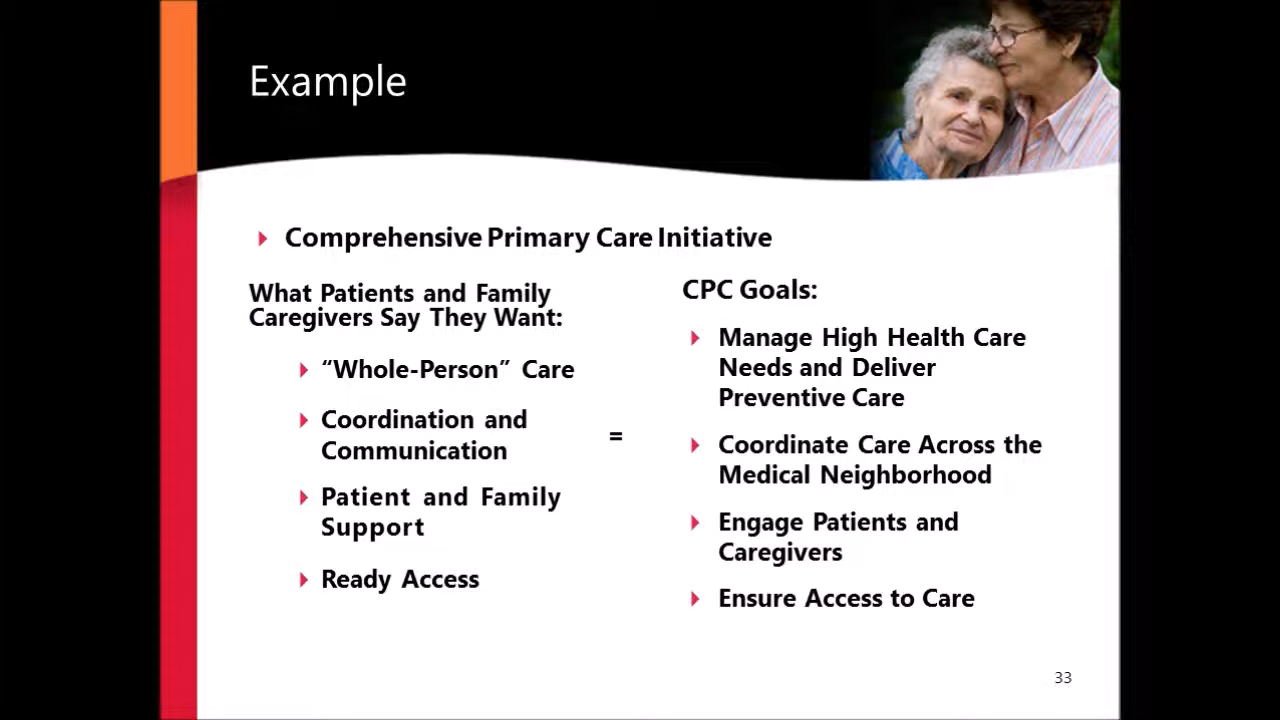 Example
Comprehensive Primary Care Initiative
What Patients and Family
Caregivers Say They Want:
“Whole-Person” Care
Coordination and
Communication
Patient and Family
Support
Ready Access
=
CPC Goals:
Manage High Health Care
Needs and Deliver
Preventive Care
Coordinate Care Across the
Medical Neighborhood
Engage Patients and
Caregivers
Ensure Access to Care
33